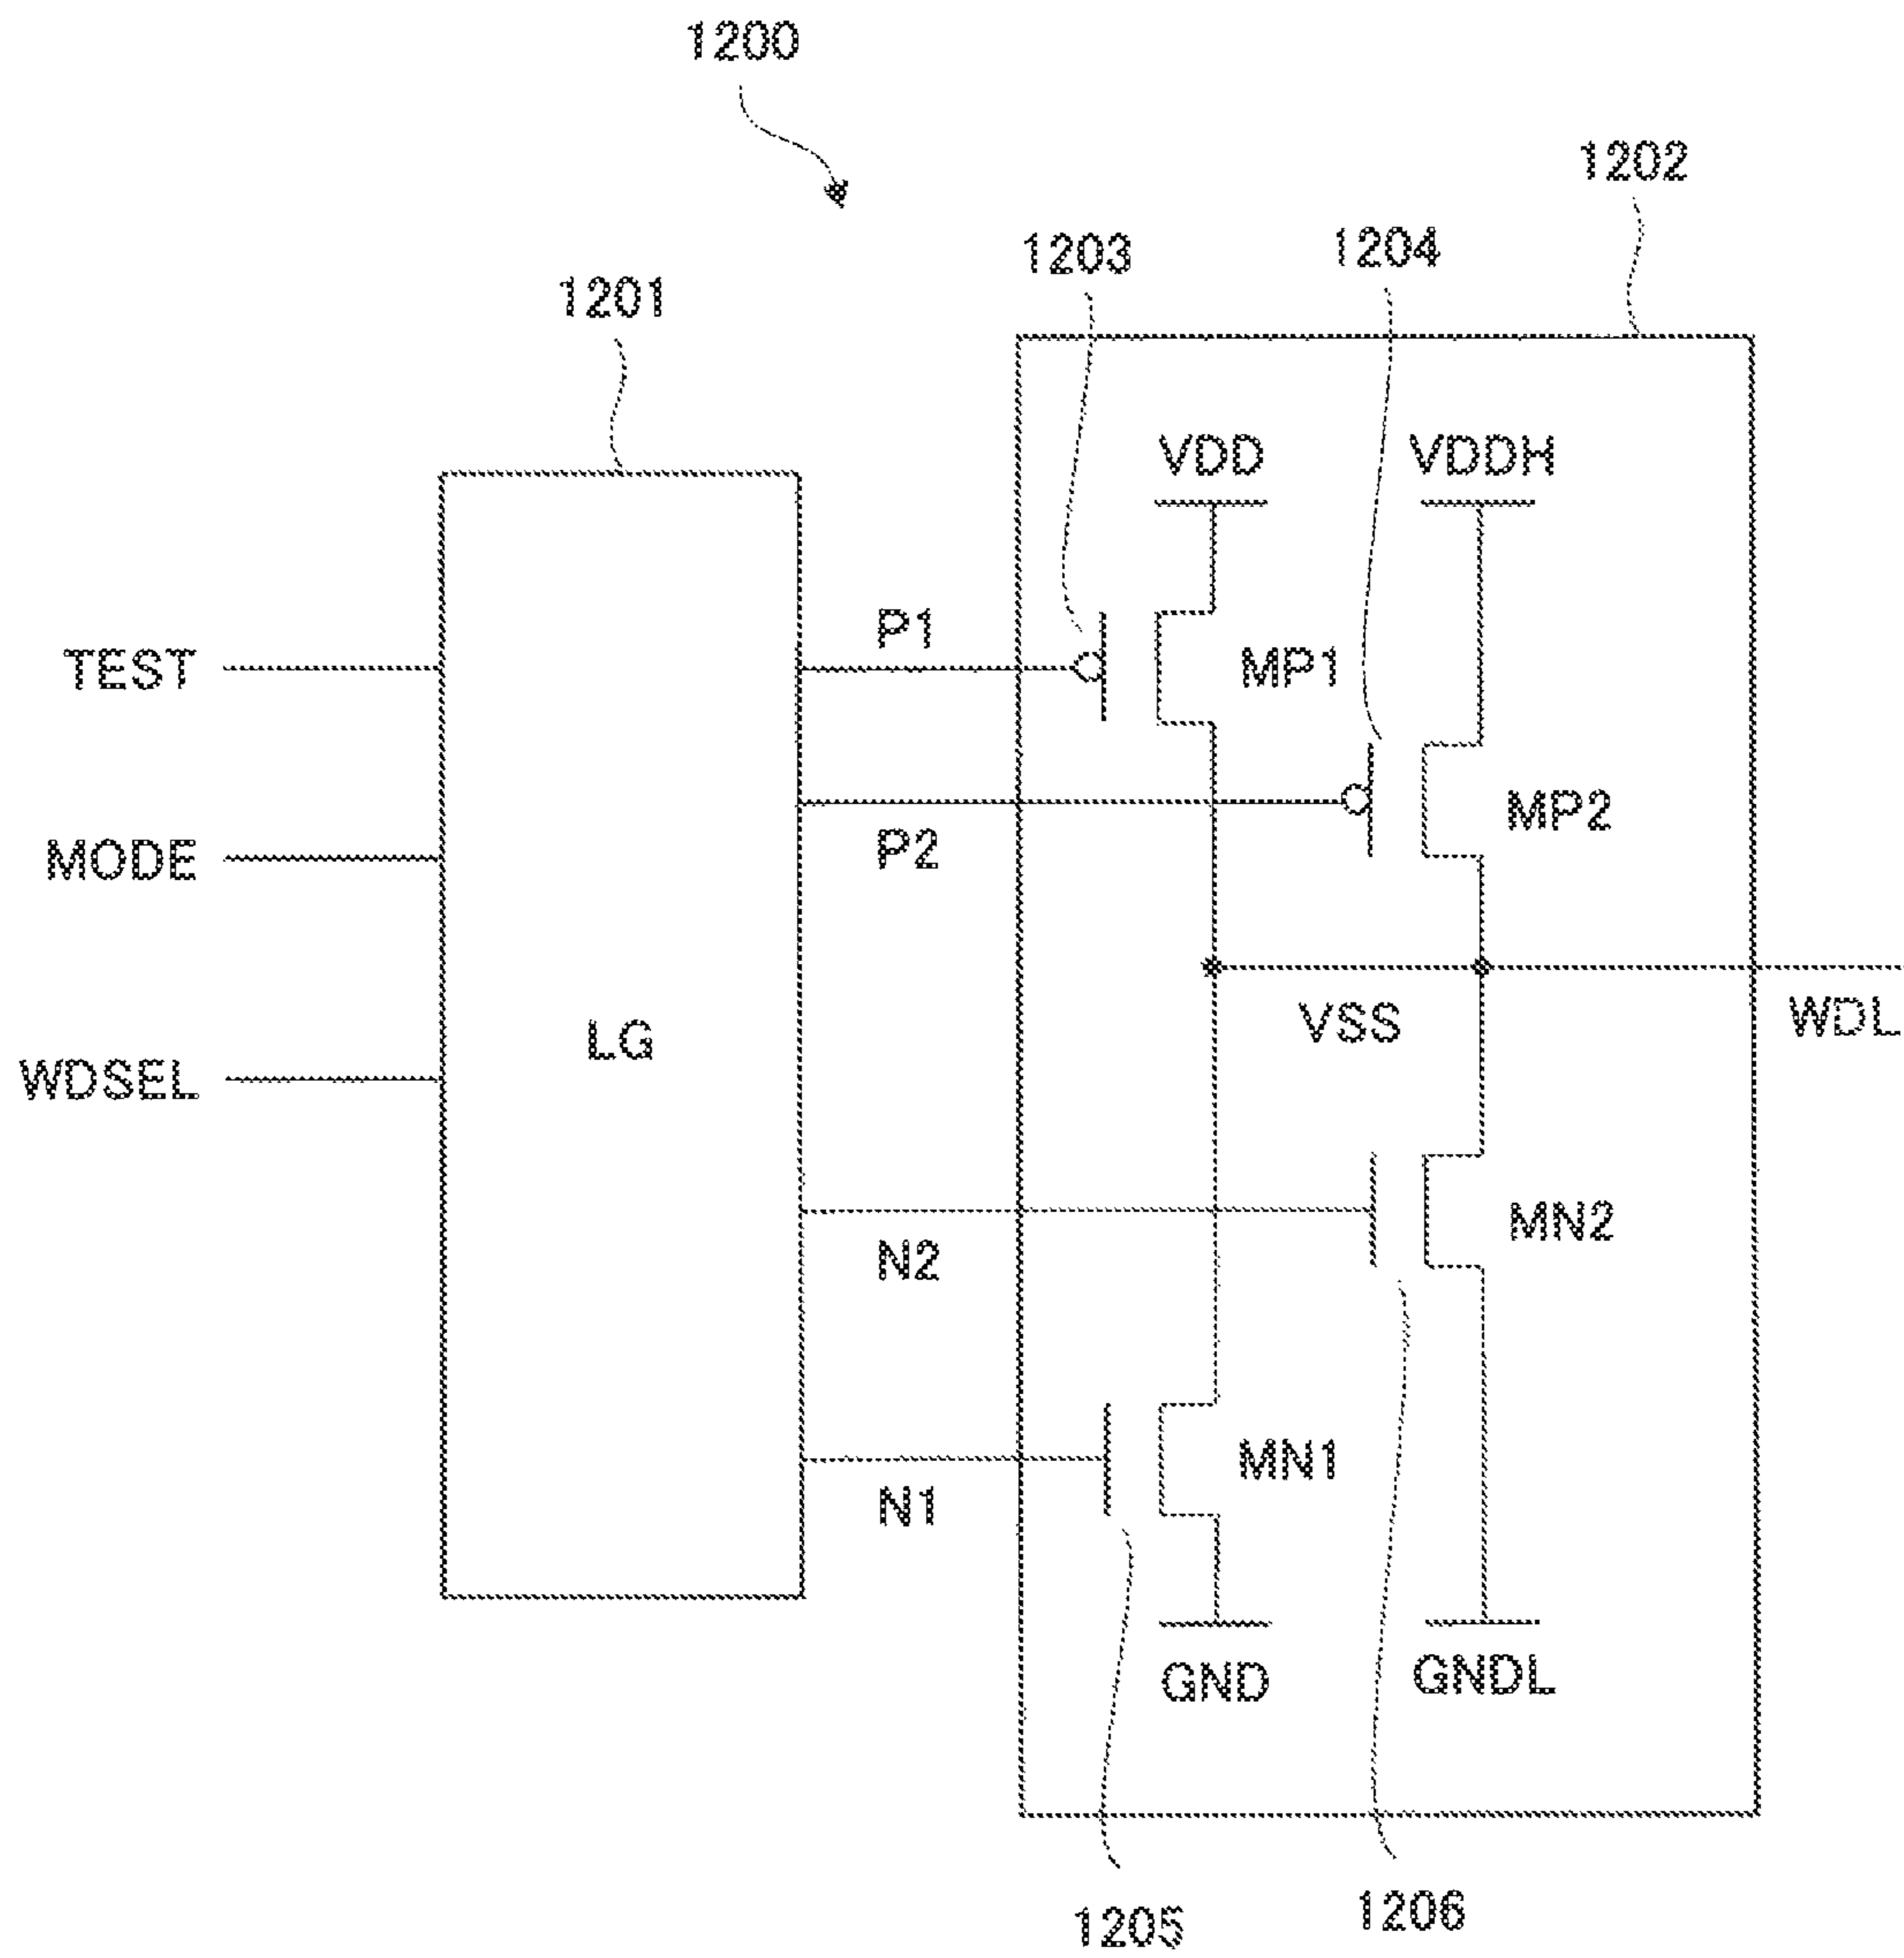 1200
1202
1203
1204
1201
VDD
VDDH
P1
TEST
MP1
MP2
P2
MODE
VSS
WDL
LG
WDSEL
MN2
N2
MN1
N1
GND
GNDL
1205
1206